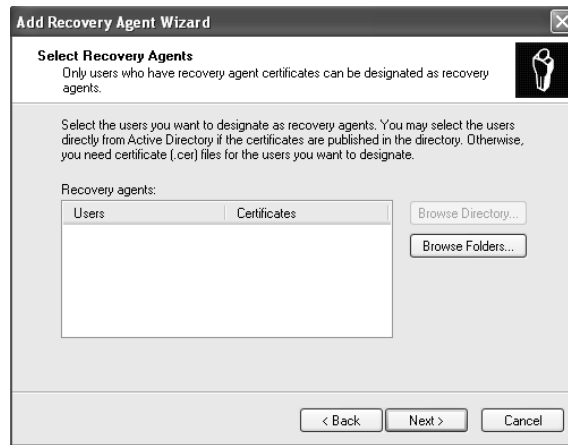 Add Recovery Agent Wizard
Select Recovery Agents
Only users who have recovery agent certificates can be designated as recovery
agents.
Select the users you want to designate as recovery agents. You may select the users
directly from Active Directory if the certificates are published in the directory. Otherwise,
you need certificate (.cer) files for the users you want to designate.
Recovery agents:
Users Certificates
Browse Directory...
Browse Folders...
< Back Next > Cancel